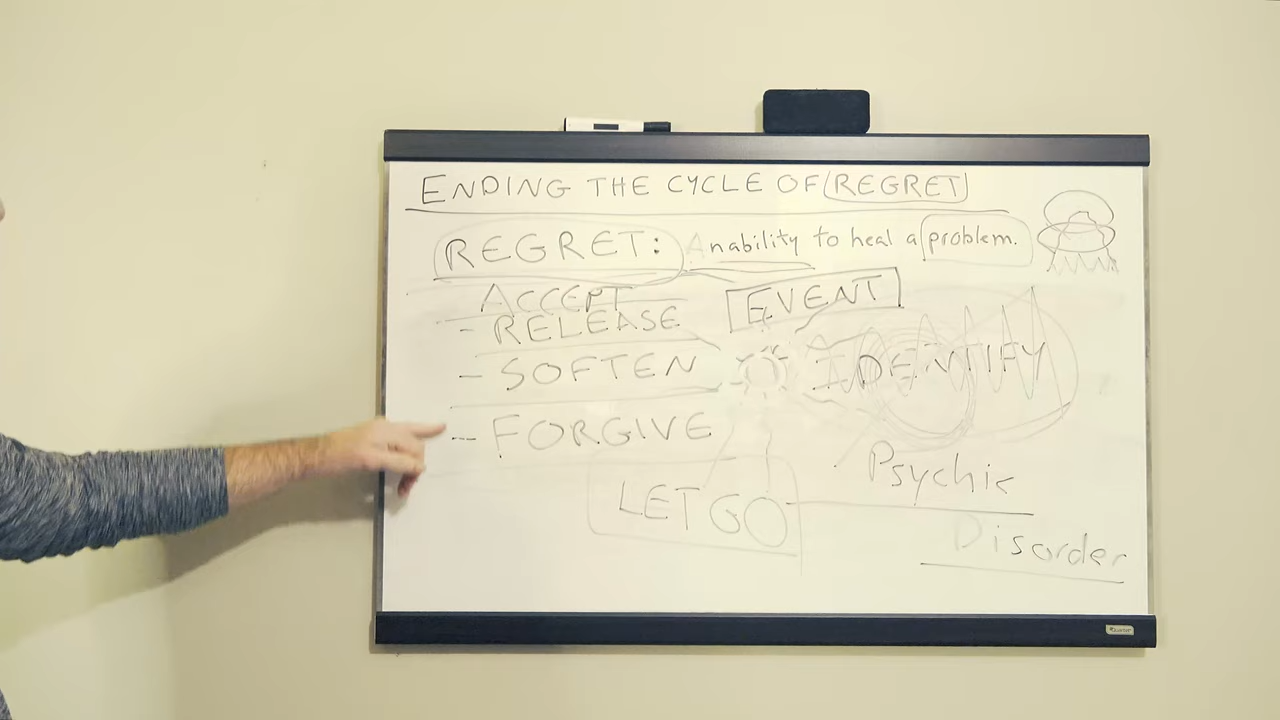 ENDING THE CYCLE OF REGRET
REGRET: Anability to heal a problem.
ACCEPT
- RELEASE
- SOFTEN
- FORGIVE
LET GO
EVENT
IDENTIFY
Psychic
Disorder